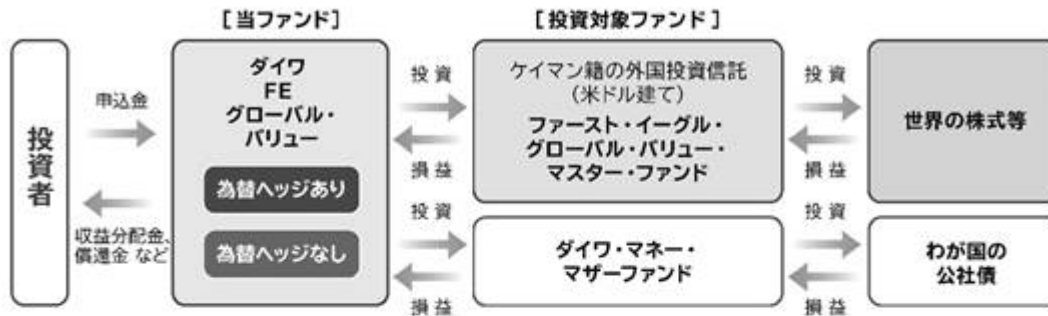 [当ファンド]
[投資対象ファンド]
投資者
申込金
収益分配金、
償還金 など
ダイワ
FE
グローバル・
バリュー
為替ヘッジあり
為替ヘッジなし
投資
損益
投資
損益
ケイマン籍の外国投資信託
(米ドル建て)
ファースト・イーグル・
グローバル・バリュー・
マスター・ファンド
ダイワ・マネー・
マザーファンド
投資
損益
投資
損益
世界の株式等
わが国の
公社債